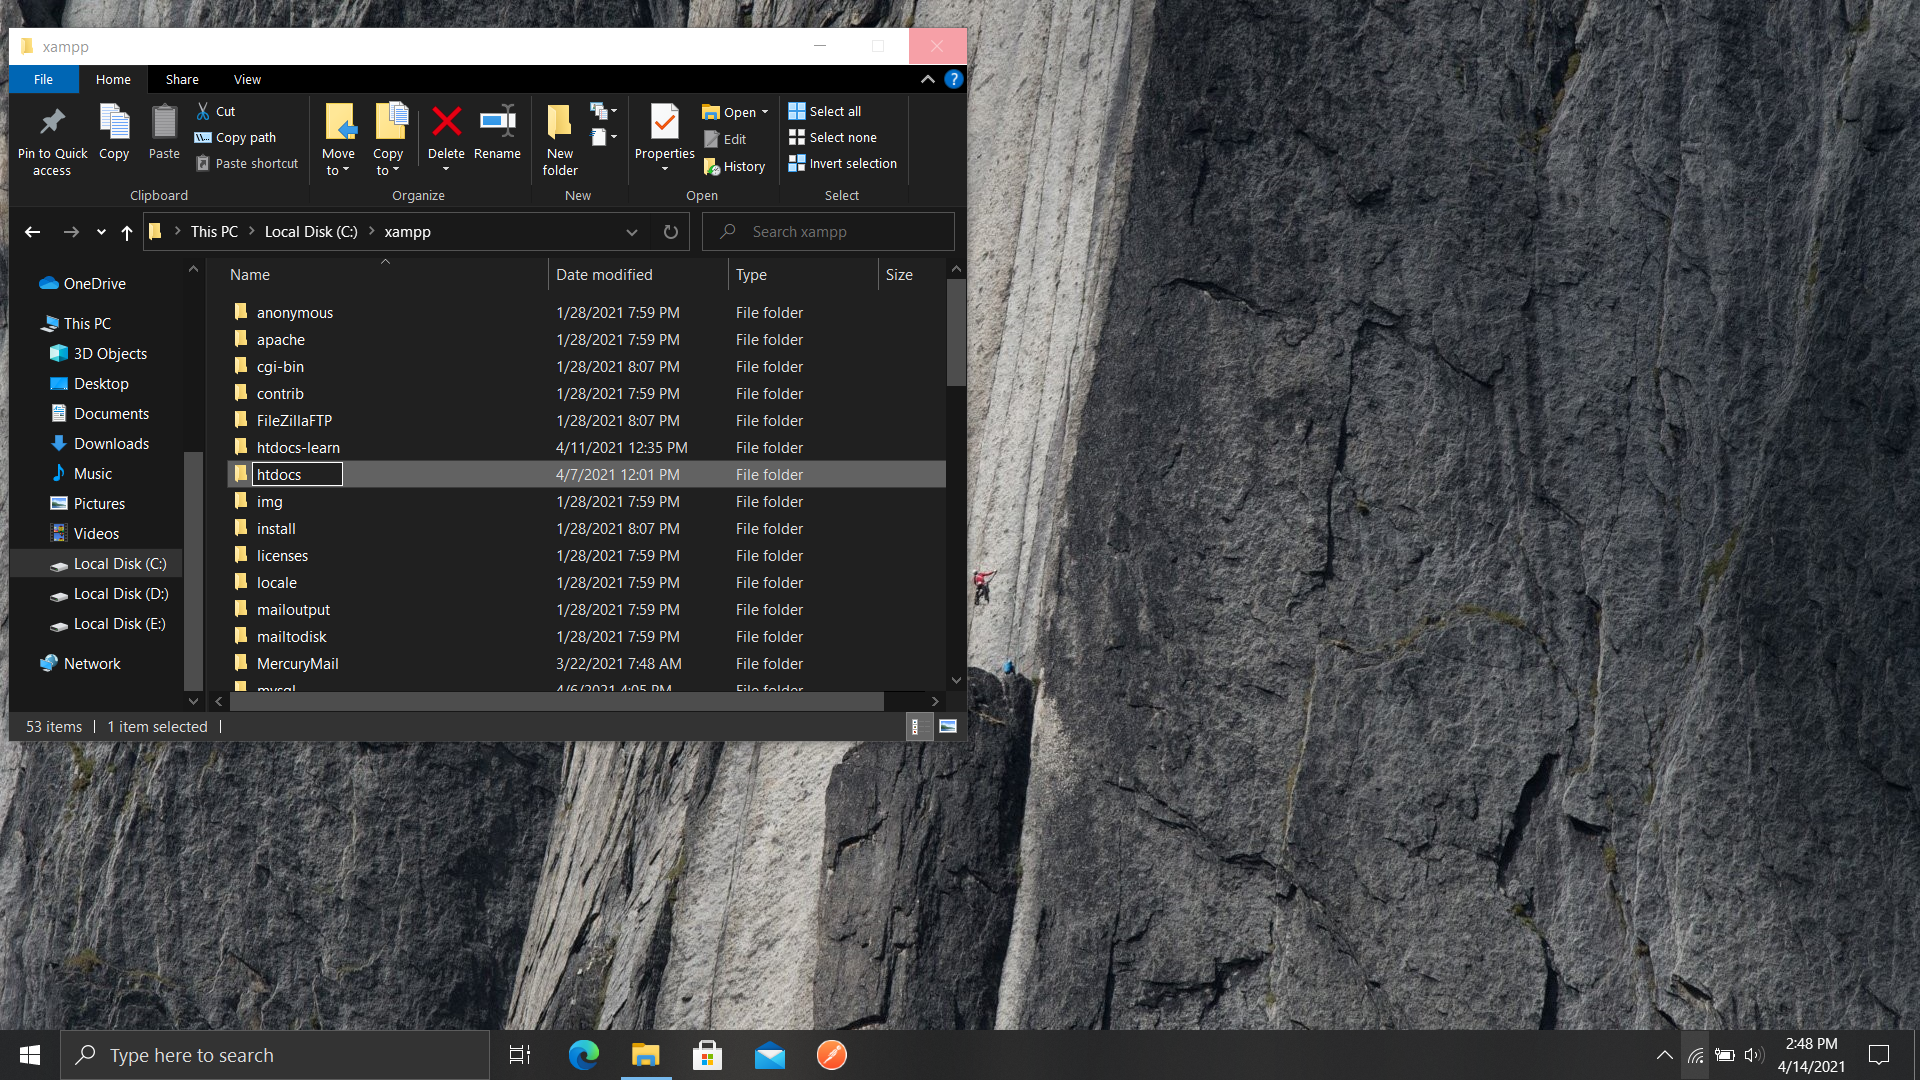 xampp
File Home Share View
Pin to Quick access
Copy
Paste
Cut
Copy path
Paste shortcut
Clipboard
Move to
Copy to
Delete
Rename
Organize
New folder
New
Properties
Open
Edit
History
Open
Select all
Select none
Invert selection
Select
This PC Local Disk (C:) xampp
Search xampp
OneDrive
This PC
3D Objects
Desktop
Documents
Downloads
Music
Pictures
Videos
Local Disk (C:)
Local Disk (D:)
Local Disk (E:)
Network
Name Date modified Type Size
anonymous 1/28/2021 7:59 PM File folder
apache 1/28/2021 7:59 PM File folder
cgi-bin 1/28/2021 8:07 PM File folder
contrib 1/28/2021 7:59 PM File folder
FileZillaFTP 1/28/2021 8:07 PM File folder
htdocs-learn 4/11/2021 12:35 PM File folder
htdocs 4/7/2021 12:01 PM File folder
img 1/28/2021 7:59 PM File folder
install 1/28/2021 8:07 PM File folder
licenses 1/28/2021 7:59 PM File folder
locale 1/28/2021 7:59 PM File folder
mailoutput 1/28/2021 7:59 PM File folder
mailtodisk 1/28/2021 7:59 PM File folder
MercuryMail 3/22/2021 7:48 AM File folder
mysql 4/6/2021 4:05 PM File folder
53 items 1 item selected
Type here to search
2:48 PM
4/14/2021